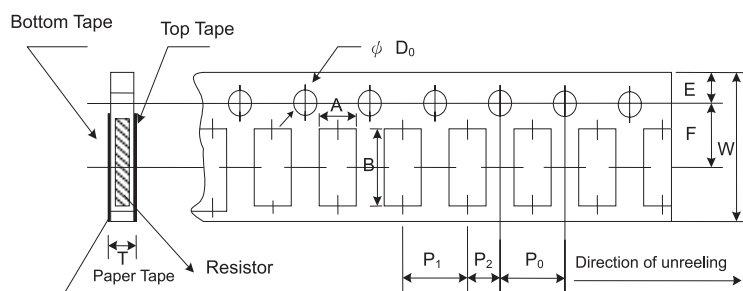 Bottom Tape
Top Tape
ψ D₀
A
E
F
W
B
T
Paper Tape
Resistor
P₁
P₂
P₀
Direction of unreeling